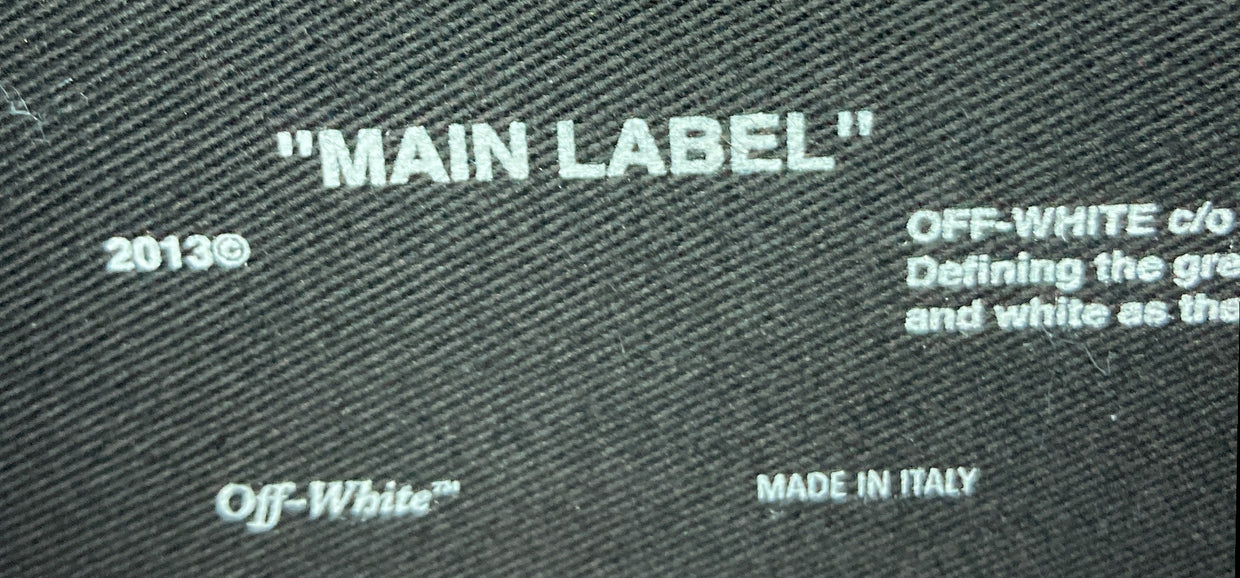 "MAIN LABEL"
2013©
OFF-WHITE c/o
Defining the
and white as
Off-White™
MADE IN ITALY